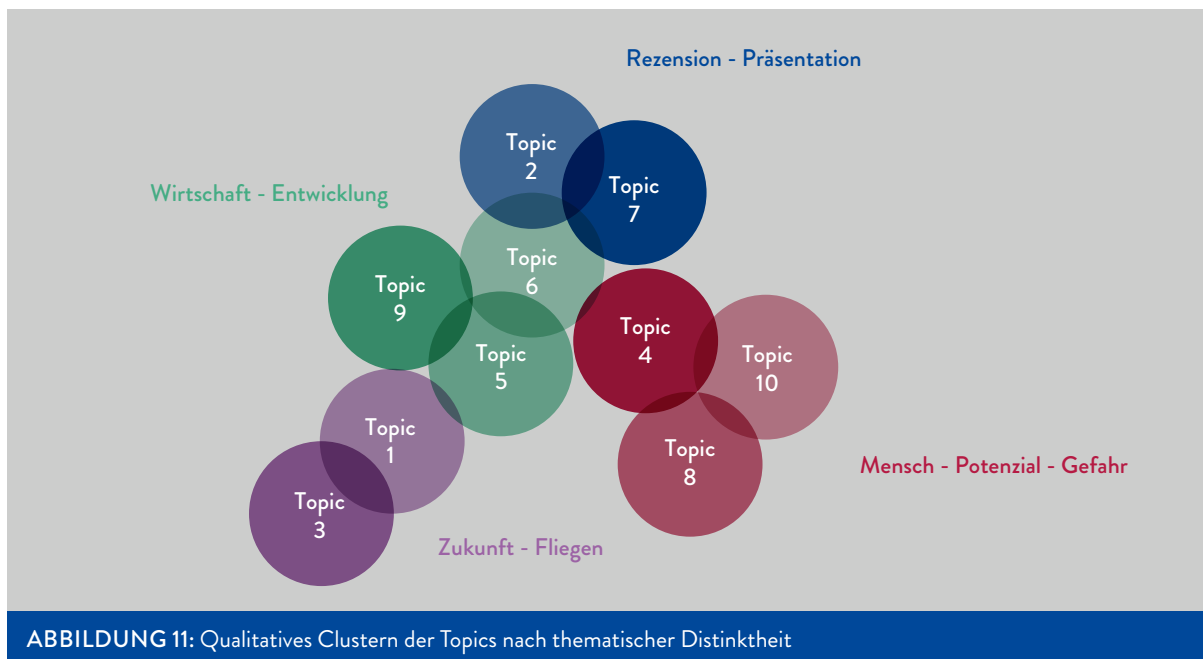 Rezension - Präsentation
Topic
2
Topic
7
Wirtschaft - Entwicklung
Topic
6
Topic
9
Topic
4
Topic
5
Topic
10
Topic
1
Topic
8
Mensch - Potenzial - Gefahr
Topic
3
Zukunft - Fliegen
ABBILDUNG 11: Qualitatives Clustern der Topics nach thematischer Distinktheit